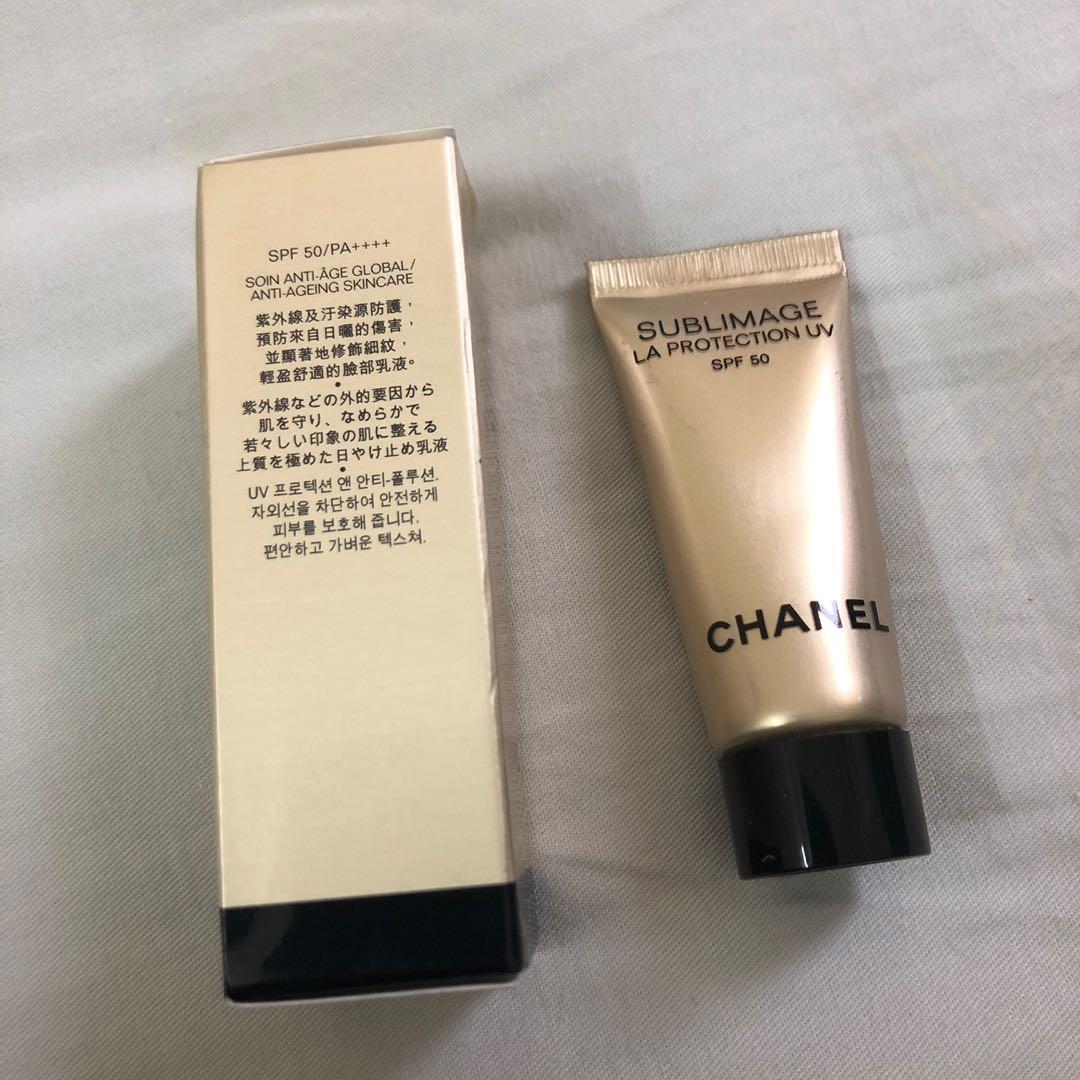 SPF 50/PA++++
SOIN ANTI-ÂGE GLOBAL/
ANTI-AGEING SKINCARE
紫外線及汙染源防護，
預防來自日曬的傷害，
並顯著地修飾細紋，
輕盈舒適的臉部乳液。
•
紫外線などの外的要因から
肌を守り、なめらかで
若々しい印象の肌に整える
上質を極めた日やけ止め乳液
•
UV 프로텍션 앤 안티-폴루션.
자외선을 차단하여 안전하게
피부를 보호해 줍니다.
편안하고 가벼운 텍스쳐.
SUBLIMAGE
LA PROTECTION UV
SPF 50
CHANEL